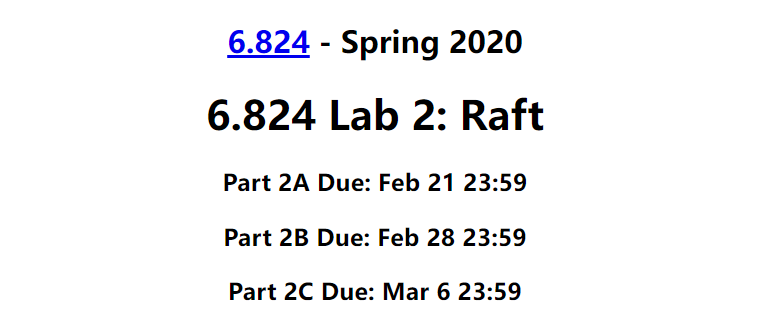 6.824 - Spring 2020
6.824 Lab 2: Raft
Part 2A Due: Feb 21 23:59
Part 2B Due: Feb 28 23:59
Part 2C Due: Mar 6 23:59